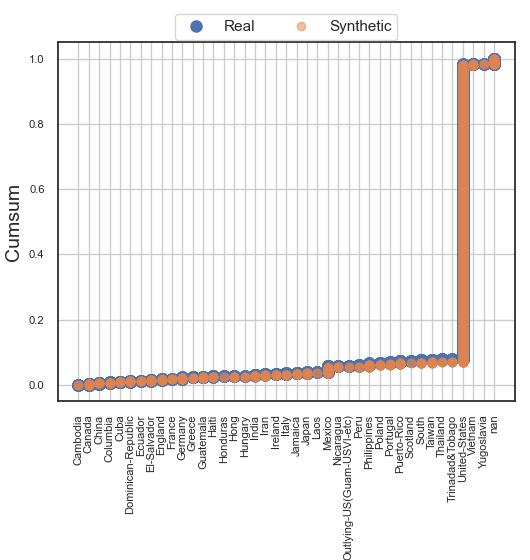 Real Synthetic
Cumsum
1.0
0.8
0.6
0.4
0.2
0.0
Cambodia
Canada
China
Columbia
Cuba
Dominican-Republic
Ecuador
El-Salvador
England
France
Germany
Greece
Guatemala
Haiti
Honduras
Hong
Hungary
India
Iran
Ireland
Italy
Jamaica
Japan
Laos
Mexico
Nicaragua
Outlying-US(Guam-USVI-etc)
Peru
Philippines
Poland
Portugal
Puerto-Rico
Scotland
South
Taiwan
Thailand
Trinadad&Tobago
United-States
Vietnam
Yugoslavia
nan